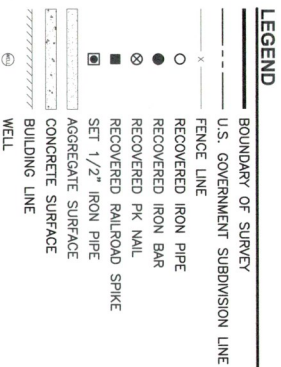 LEGEND
BOUNDARY OF SURVEY
U.S. GOVERNMENT SUBDIVISION LINE
FENCE LINE
RECOVERED IRON PIPE
RECOVERED IRON BAR
RECOVERED PK NAIL
RECOVERED RAILROAD SPIKE
SET 1/2" IRON PIPE
AGGREGATE SURFACE
CONCRETE SURFACE
BUILDING LINE
WELL WELL